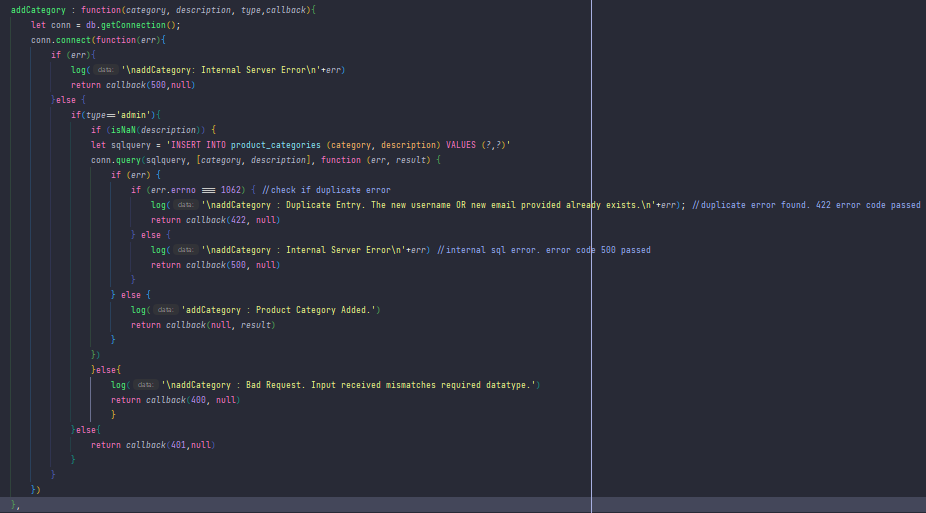 addCategory : function(category, description, type,callback){
let conn = db.getConnection();
conn.connect(function(err){
if (err){
log( data: '\naddCategory: Internal Server Error\n'+err)
return callback(500,null)
}else {
if(type=='admin'){
if (isNaN(description)) {
let sqlquery = 'INSERT INTO product_categories (category, description) VALUES (?,?)'
conn.query(sqlquery, [category, description], function (err, result) {
if (err) {
if (err.errno === 1062) { //check if duplicate error
log( data: '\naddCategory : Duplicate Entry. The new username OR new email provided already exists.\n'+err); //duplicate error found. 422 error code passed
return callback(422, null)
} else {
log( data: '\naddCategory : Internal Server Error\n'+err) //internal sql error. error code 500 passed
return callback(500, null)
}
} else {
log( data: 'addCategory : Product Category Added.')
return callback(null, result)
}
})
}else{
log( data: '\naddCategory : Bad Request. Input received mismatches required datatype.')
return callback(400, null)
}
}else{
return callback(401,null)
}
}
})
},